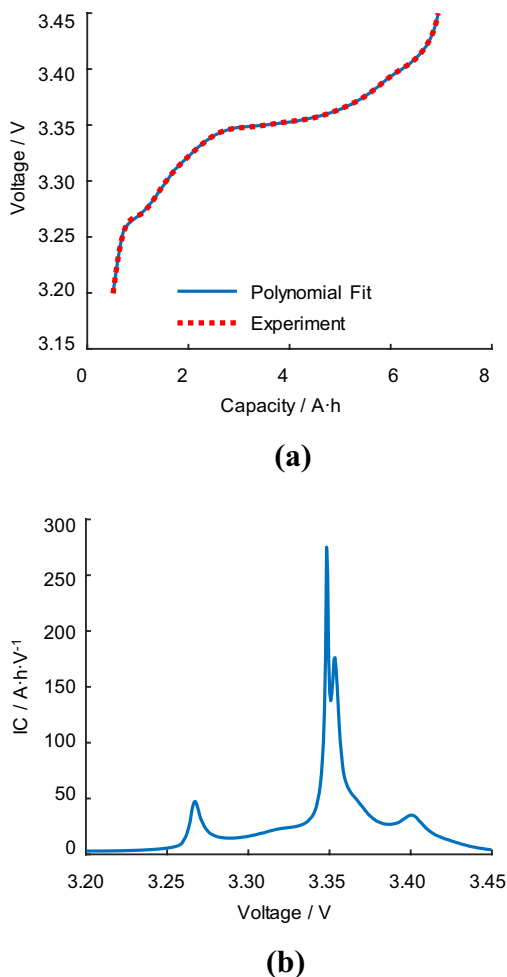 3.45
3.40
3.35
3.30
3.25
3.20
3.15
Voltage / V
Polynomial Fit
Experiment
0 2 4 6 8
Capacity / A·h
(a)
300
250
200
150
100
50
0
IC / A·h·V⁻¹
3.20 3.25 3.30 3.35 3.40 3.45
Voltage / V
(b)